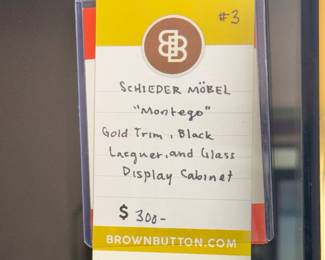 #3
BB
SCHIEDER MÖBEL
"Montego"
Gold Trim, Black
Lacquer, and Glass
Display Cabinet
$ 300-
BROWNBUTTON.COM